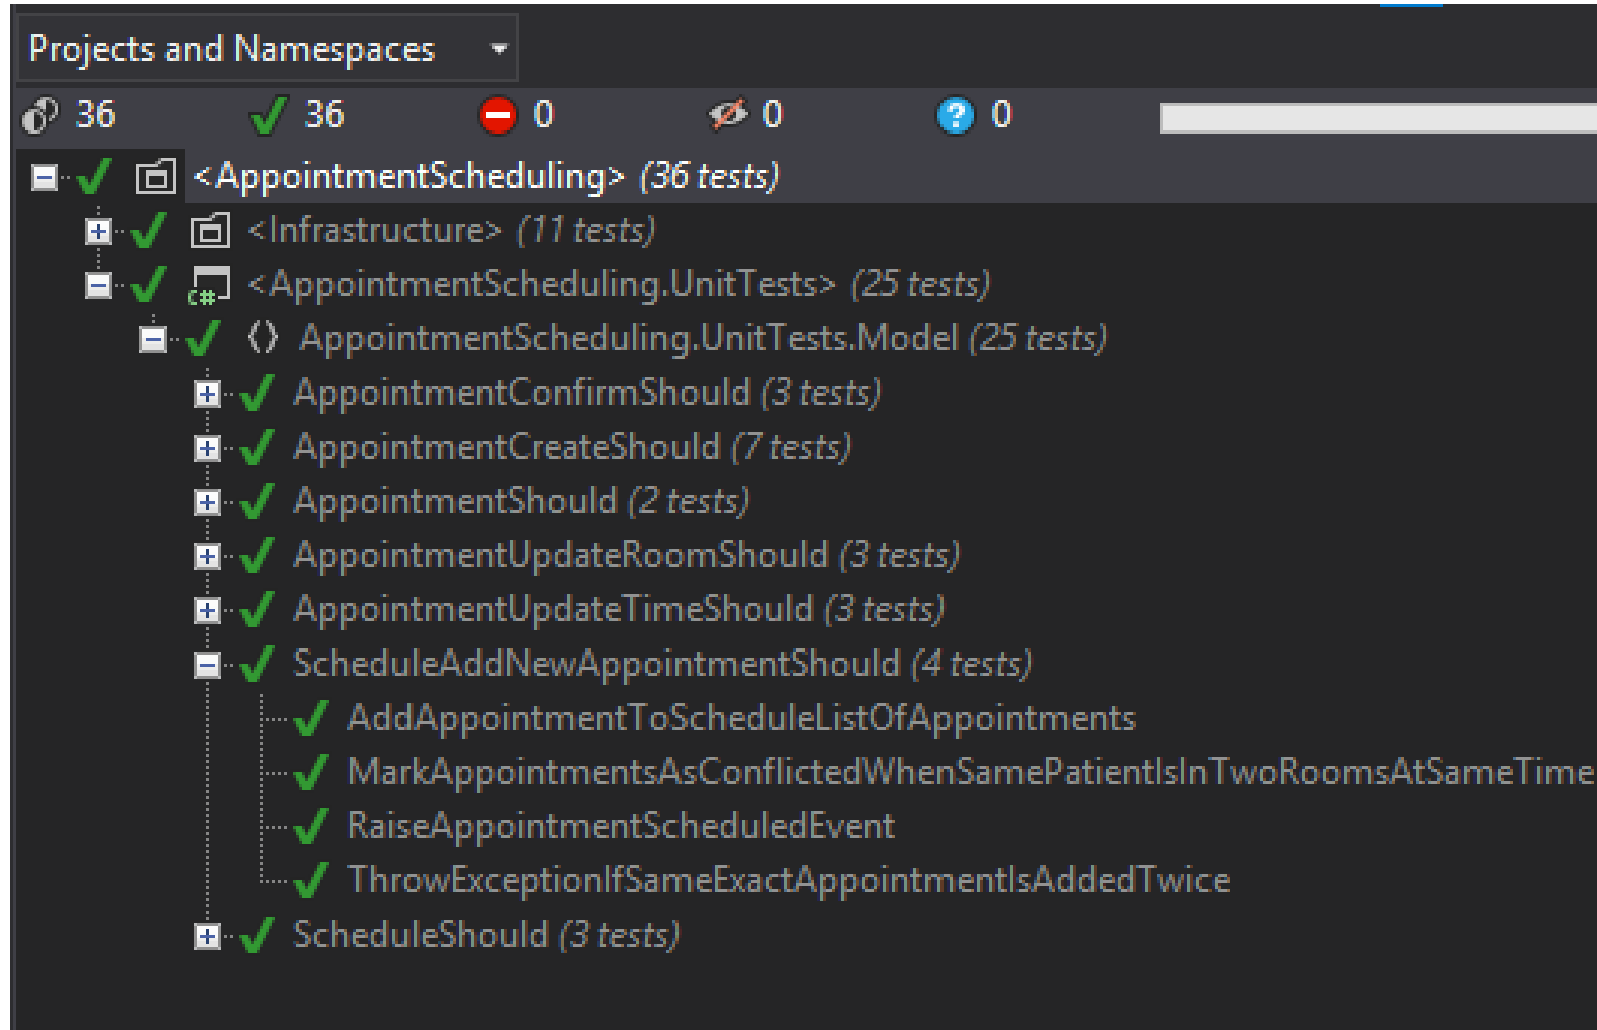 Projects and Namespaces
36 36 0 0 ? 0
<AppointmentScheduling> (36 tests)
<Infrastructure> (11 tests)
C# <AppointmentScheduling.UnitTests> (25 tests)
AppointmentScheduling.UnitTests.Model (25 tests)
AppointmentConfirmShould (3 tests)
AppointmentCreateShould (7 tests)
AppointmentShould (2 tests)
AppointmentUpdateRoomShould (3 tests)
AppointmentUpdateTimeShould (3 tests)
ScheduleAddNewAppointmentShould (4 tests)
AddAppointmentToScheduleListOfAppointments
MarkAppointmentsAsConflictedWhenSamePatientIsInTwoRoomsAtSameTime
RaiseAppointmentScheduledEvent
ThrowExceptionIfSameExactAppointmentIsAddedTwice
ScheduleShould (3 tests)